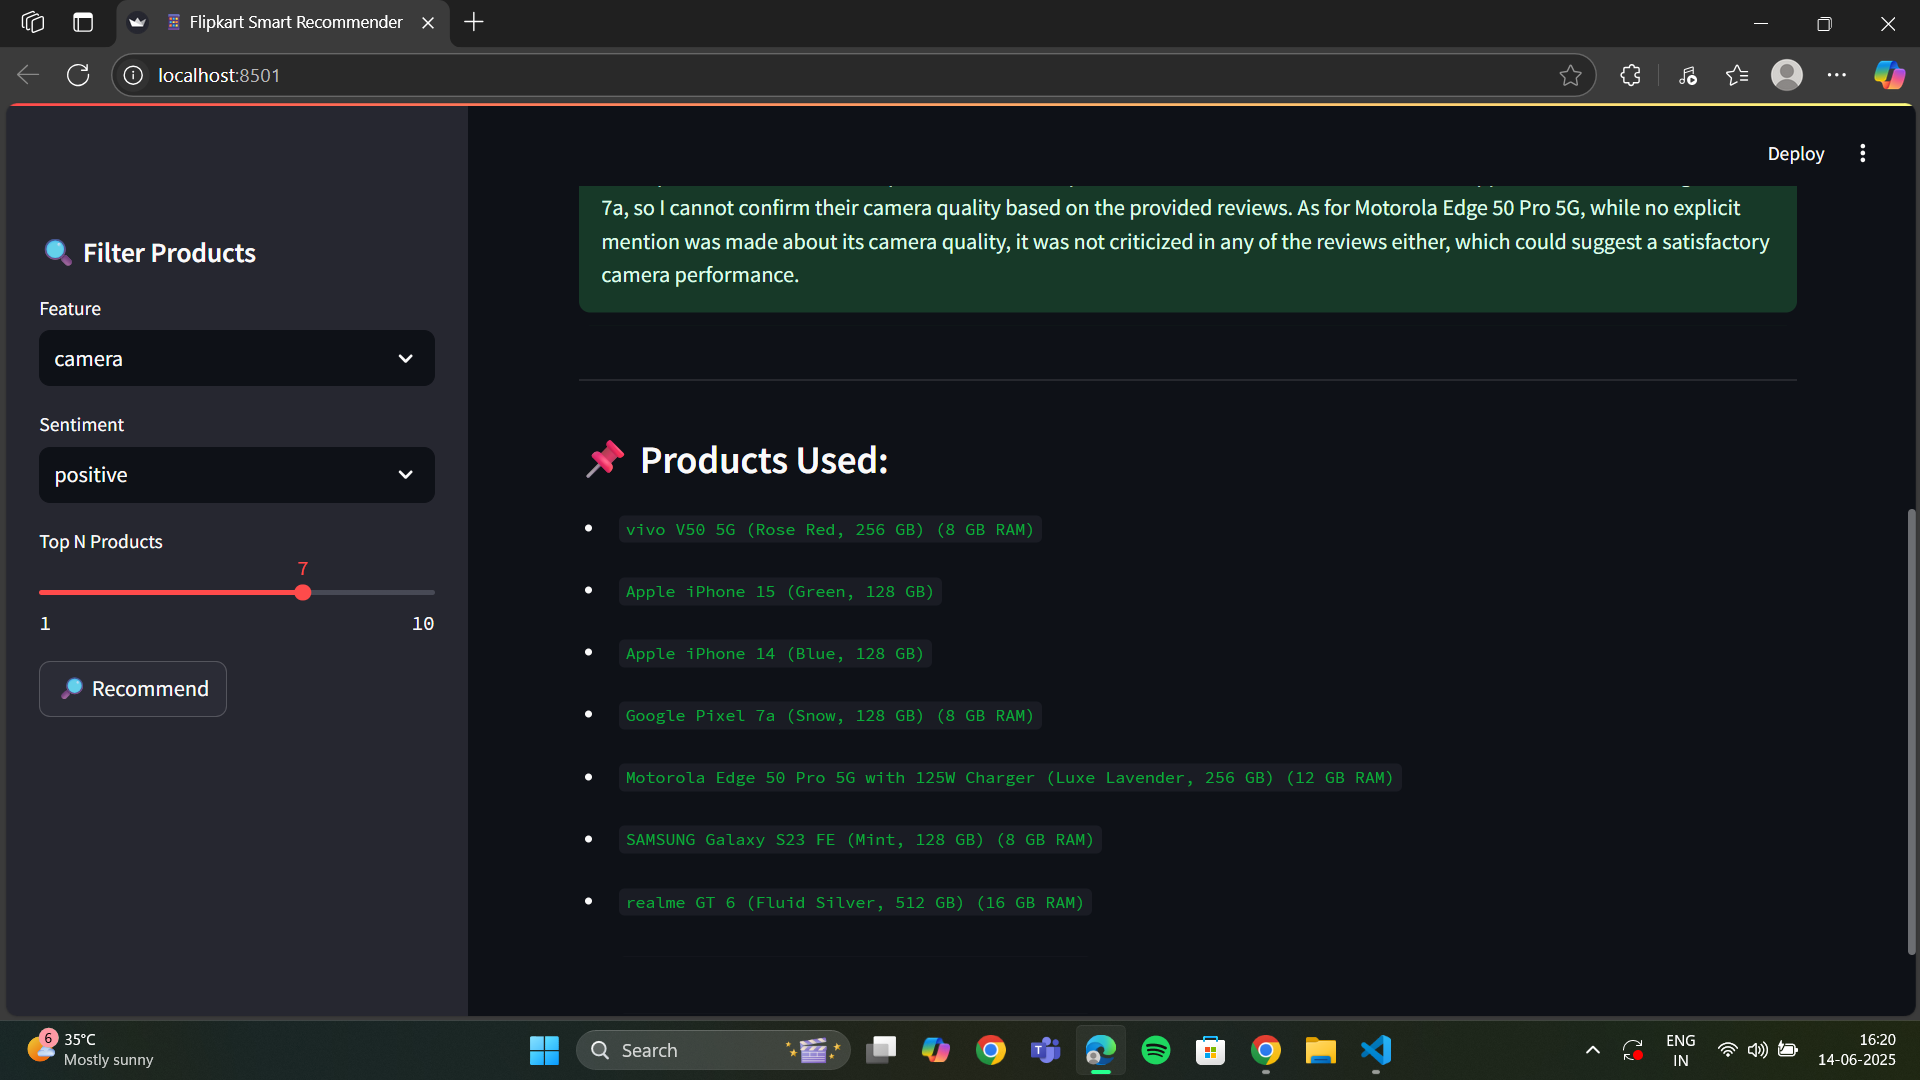 Flipkart Smart Recommender
localhost:8501
Deploy
Filter Products
Feature
camera
Sentiment
positive
Top N Products
7
1 10
Recommend
7a, so I cannot confirm their camera quality based on the provided reviews. As for Motorola Edge 50 Pro 5G, while no explicit
mention was made about its camera quality, it was not criticized in any of the reviews either, which could suggest a satisfactory
camera performance.
Products Used:
vivo V50 5G (Rose Red, 256 GB) (8 GB RAM)
Apple iPhone 15 (Green, 128 GB)
Apple iPhone 14 (Blue, 128 GB)
Google Pixel 7a (Snow, 128 GB) (8 GB RAM)
Motorola Edge 50 Pro 5G with 125W Charger (Luxe Lavender, 256 GB) (12 GB RAM)
SAMSUNG Galaxy S23 FE (Mint, 128 GB) (8 GB RAM)
realme GT 6 (Fluid Silver, 512 GB) (16 GB RAM)
6
35°C
Mostly sunny
Search
ENG
IN
16:20
14-06-2025